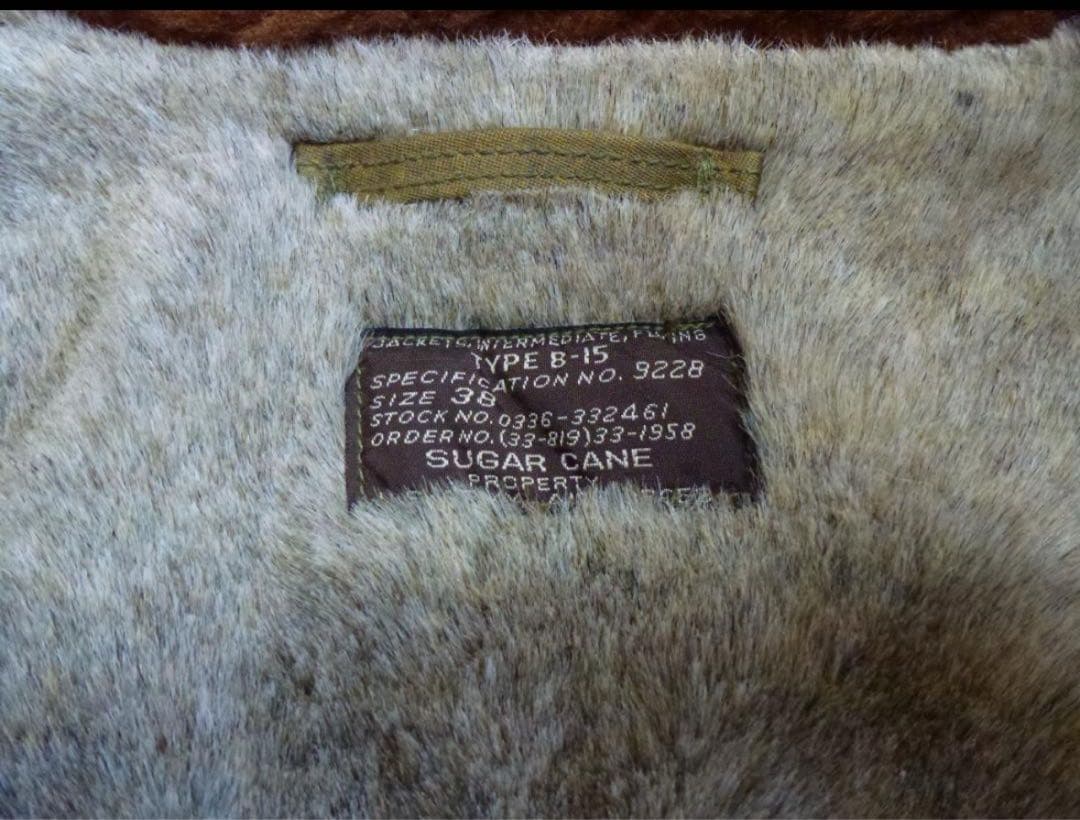 JACKETS, INTERMEDIATE, FLYING
TYPE B-15
SPECIFICATION NO. 3228
SIZE 38
STOCK NO. 0336-332461
ORDER NO. (33-819)33-1958
SUGAR CANE
PROPERTY